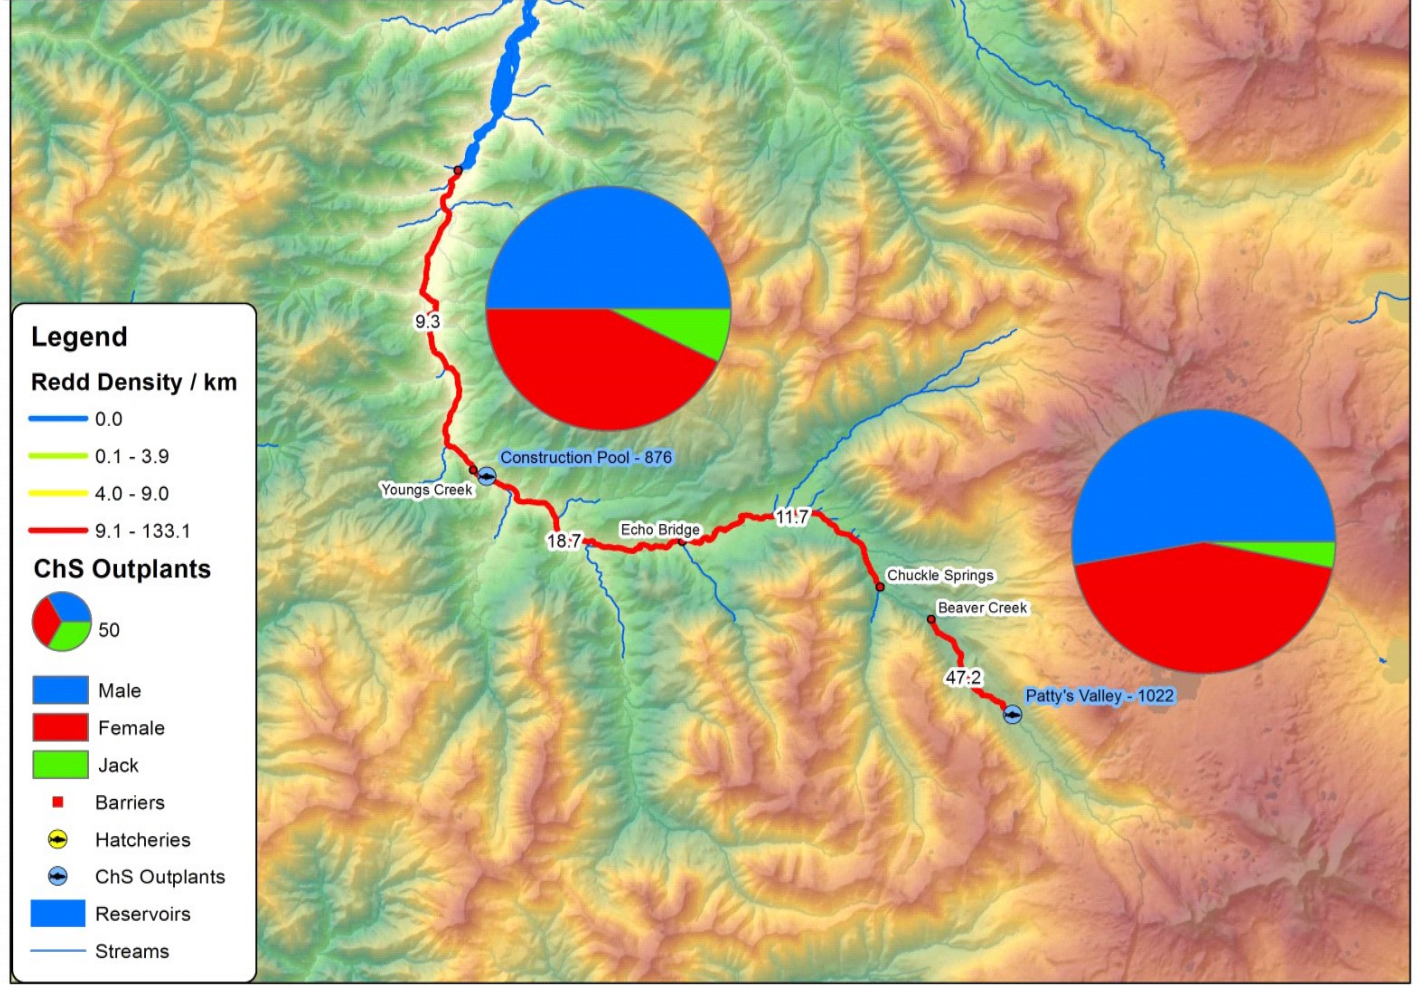 9.3
Construction Pool - 876
Youngs Creek
Echo Bridge
11.7
18.7
Chuckle Springs
Beaver Creek
47.2
Patty's Valley - 1022
Legend
Redd Density / km
0.0
0.1 - 3.9
4.0 - 9.0
9.1 - 133.1
ChS Outplants
50
Male
Female
Jack
Barriers
Hatcheries
ChS Outplants
Reservoirs
Streams